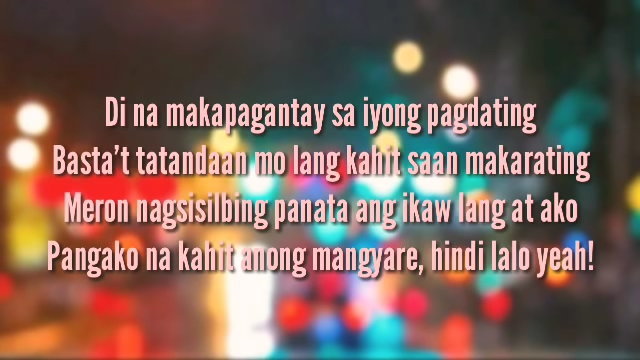 Di na makapagantay sa iyong pagdating
Basta't tatandaan mo lang kahit saan makarating
Meron nagsisilbing panata ang ikaw lang at ako
Pangako na kahit anong mangyare, hindi lalo yeah!